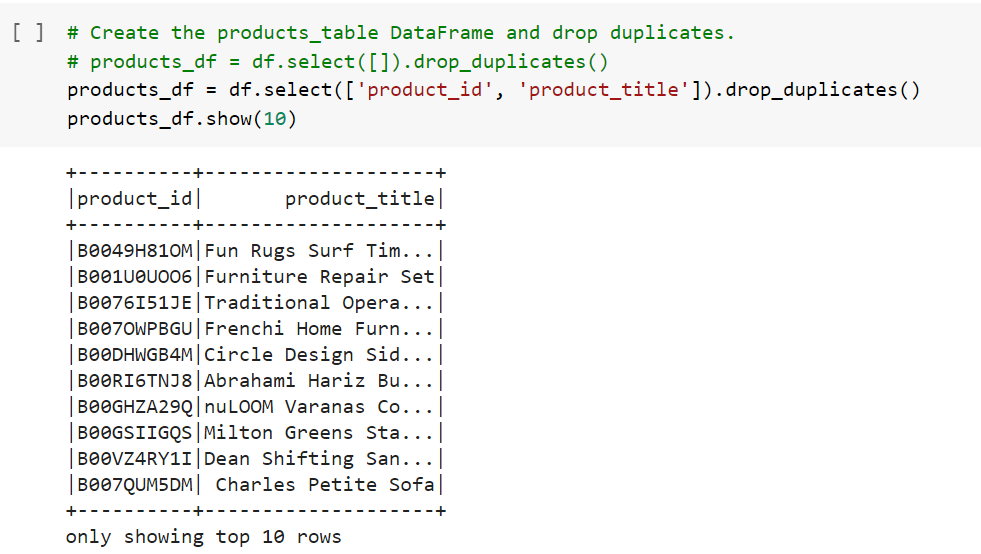 [ ] # Create the products_table DataFrame and drop duplicates.
# products_df = df.select([]).drop_duplicates()
products_df = df.select(['product_id', 'product_title']).drop_duplicates()
products_df.show(10)
+----------+--------------------+
|product_id|       product_title|
+----------+--------------------+
|B0049H81OM|Fun Rugs Surf Tim...|
|B001U0UOO6|Furniture Repair Set|
|B0076I51JE|Traditional Opera...|
|B007OWPBGU|Frenchi Home Furn...|
|B00DHWGB4M|Circle Design Sid...|
|B00RI6TNJ8|Abrahami Hariz Bu...|
|B00GHZA29Q|nuLOOM Varanas Co...|
|B00GSIIGQS|Milton Greens Sta...|
|B00VZ4RY1I|Dean Shifting San...|
|B007QUM5DM| Charles Petite Sofa|
+----------+--------------------+
only showing top 10 rows